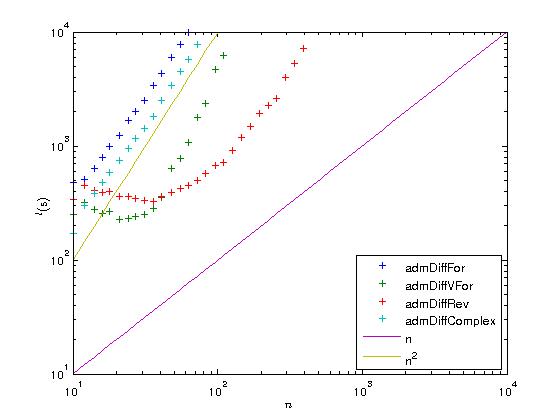 10^4
10^3
10^2
10^1
t(s)
10^1
10^2
10^3
10^4
n
admDiffFor
admDiffVFor
admDiffRev
admDiffComplex
n
n^2